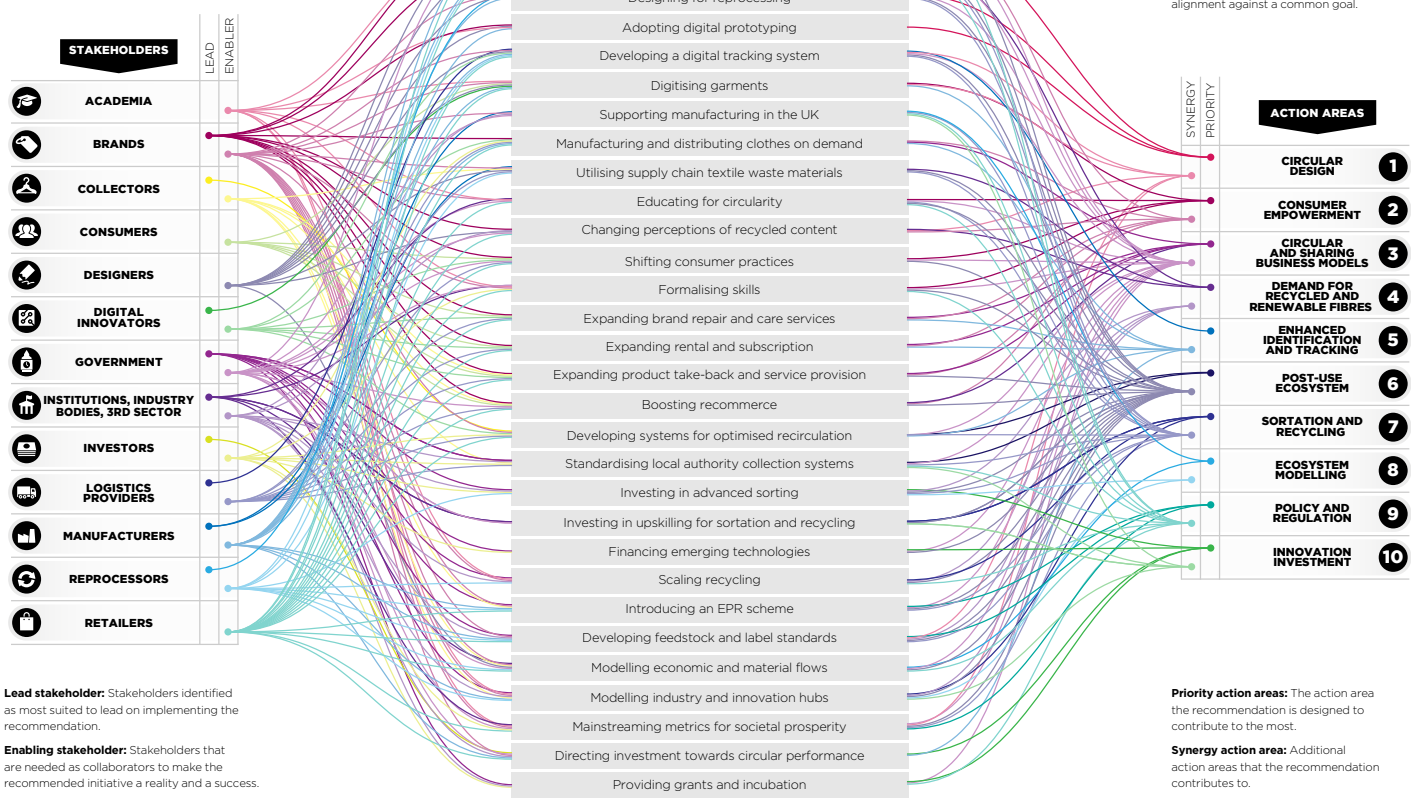 alignment against a common goal.
Designing for reprocessing
Adopting digital prototyping
Developing a digital tracking system
Digitising garments
Supporting manufacturing in the UK
Manufacturing and distributing clothes on demand
Utilising supply chain textile waste materials
Educating for circularity
Changing perceptions of recycled content
Shifting consumer practices
Formalising skills
Expanding brand repair and care services
Expanding rental and subscription
Expanding product take-back and service provision
Boosting recommerce
Developing systems for optimised recirculation
Standardising local authority collection systems
Investing in advanced sorting
Investing in upskilling for sortation and recycling
Financing emerging technologies
Scaling recycling
Introducing an EPR scheme
Developing feedstock and label standards
Modelling economic and material flows
Modelling industry and innovation hubs
Mainstreaming metrics for societal prosperity
Directing investment towards circular performance
Providing grants and incubation
STAKEHOLDERS
LEAD
ENABLER
ACADEMIA
BRANDS
COLLECTORS
CONSUMERS
DESIGNERS
DIGITAL
INNOVATORS
GOVERNMENT
INSTITUTIONS, INDUSTRY
BODIES, 3RD SECTOR
INVESTORS
LOGISTICS
PROVIDERS
MANUFACTURERS
REPROCESSORS
RETAILERS
Lead stakeholder: Stakeholders identified
as most suited to lead on implementing the
recommendation.
Enabling stakeholder: Stakeholders that
are needed as collaborators to make the
recommended initiative a reality and a success.
SYNERGY
PRIORITY
ACTION AREAS
CIRCULAR
DESIGN
1
CONSUMER
EMPOWERMENT
2
CIRCULAR
AND SHARING
BUSINESS MODELS
3
DEMAND FOR
RECYCLED AND
RENEWABLE FIBRES
4
ENHANCED
IDENTIFICATION
AND TRACKING
5
POST-USE
ECOSYSTEM
6
SORTATION AND
RECYCLING
7
ECOSYSTEM
MODELLING
8
POLICY AND
REGULATION
9
INNOVATION
INVESTMENT
10
Priority action areas: The action area
the recommendation is designed to
contribute to the most.
Synergy action area: Additional
action areas that the recommendation
contributes to.